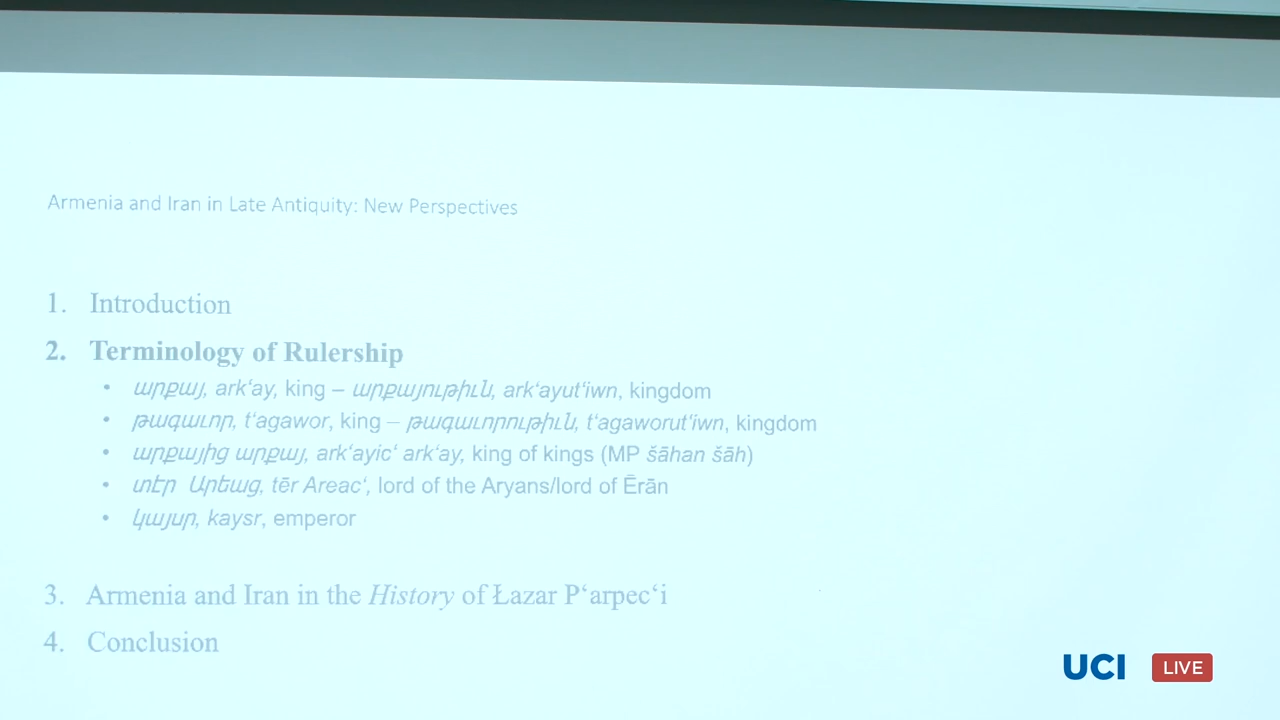 Armenia and Iran in Late Antiquity: New Perspectives
1. Introduction
2. Terminology of Rulership
• արքայ, ark‘ay, king – արքայութիւն, ark‘ayut‘iwn, kingdom
• թագաւոր, t‘agawor, king – թագաւորութիւն, t‘agaworut‘iwn, kingdom
• արքայից արքայ, ark‘ayic‘ ark‘ay, king of kings (MP šāhan šāh)
• տէր Արեաց, tēr Areac‘, lord of the Aryans/lord of Ērān
• կայսր, kaysr, emperor
3. Armenia and Iran in the History of Łazar P‘arpec‘i
4. Conclusion
UCI LIVE